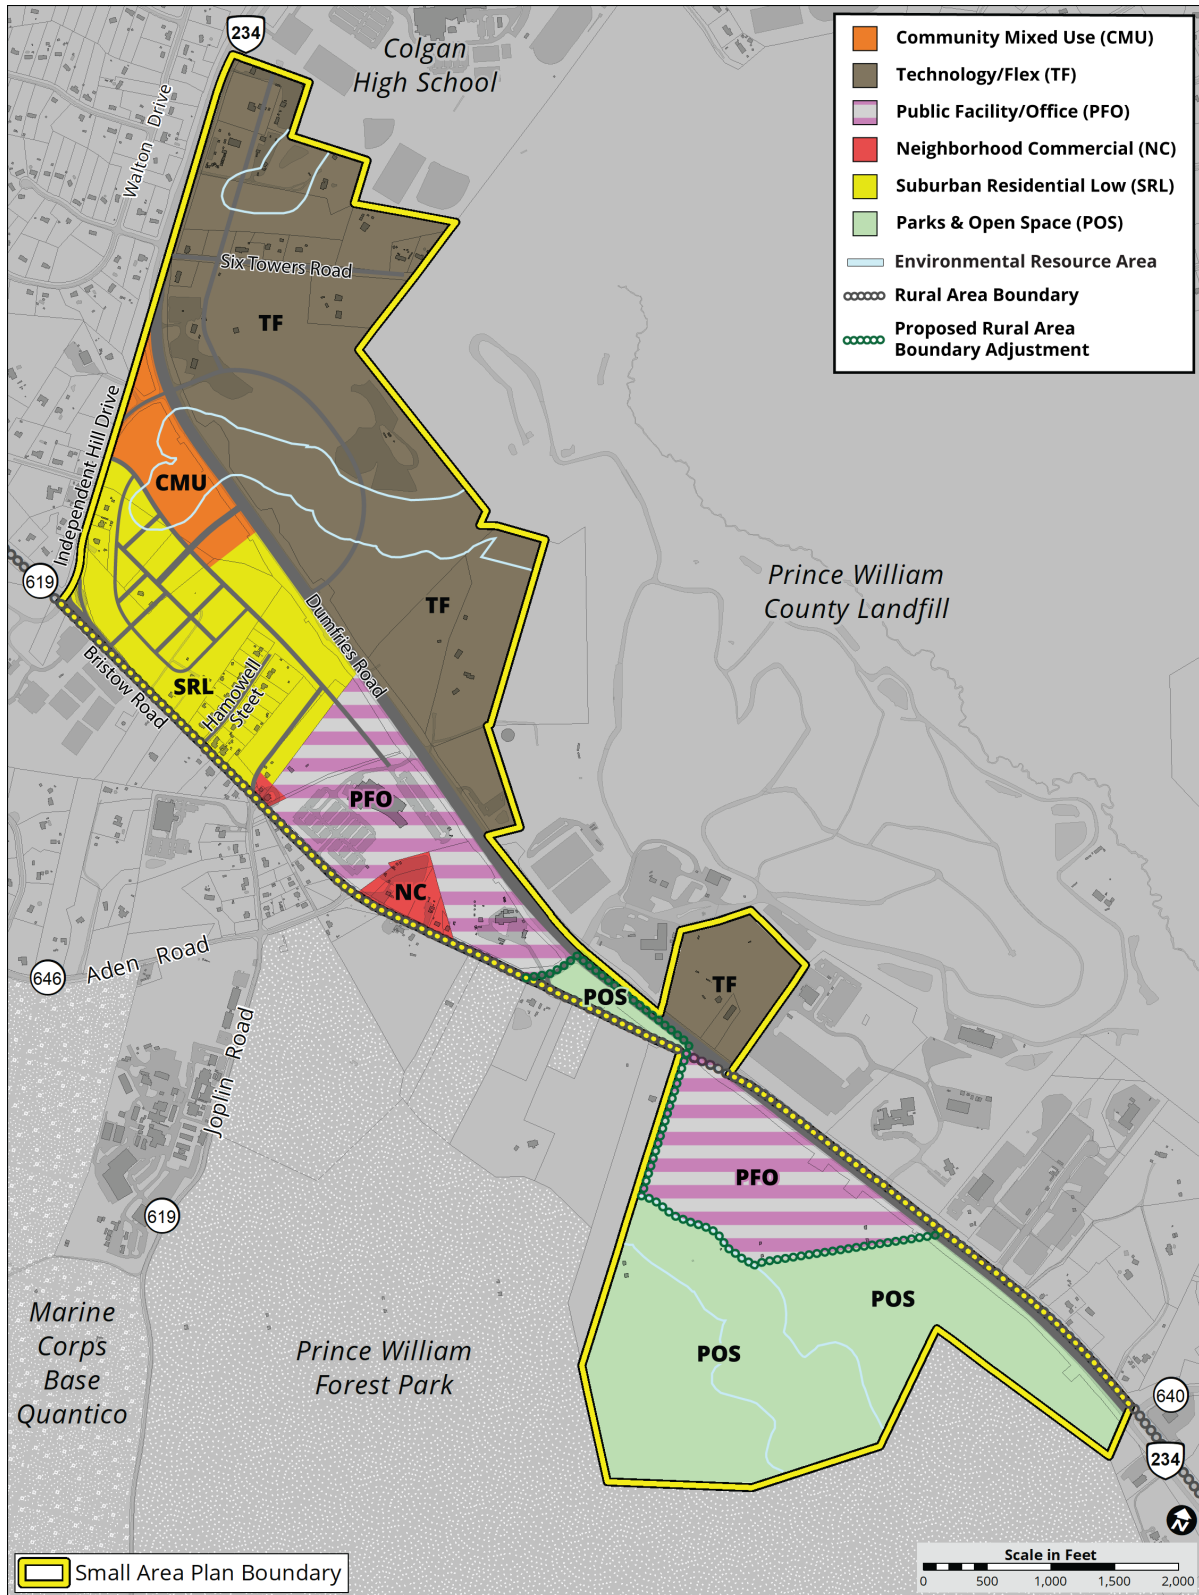 234
Colgan
High School
Walton Drive
Community Mixed Use (CMU)
Technology/Flex (TF)
Public Facility/Office (PFO)
Neighborhood Commercial (NC)
Suburban Residential Low (SRL)
Parks & Open Space (POS)
Environmental Resource Area
Rural Area Boundary
Proposed Rural Area
Boundary Adjustment
Six Towers Road
TF
Independent Hill Drive
CMU
619
TF
Prince William
County Landfill
Dumfries Road
Bristow Road
SRL
Hamowell
Steet
PFO
NC
646
Aden Road
TF
POS
Joplin Road
PFO
619
POS
POS
Marine
Corps
Base
Quantico
Prince William
Forest Park
640
234
N
Small Area Plan Boundary
Scale in Feet
0 500 1,000 1,500 2,000